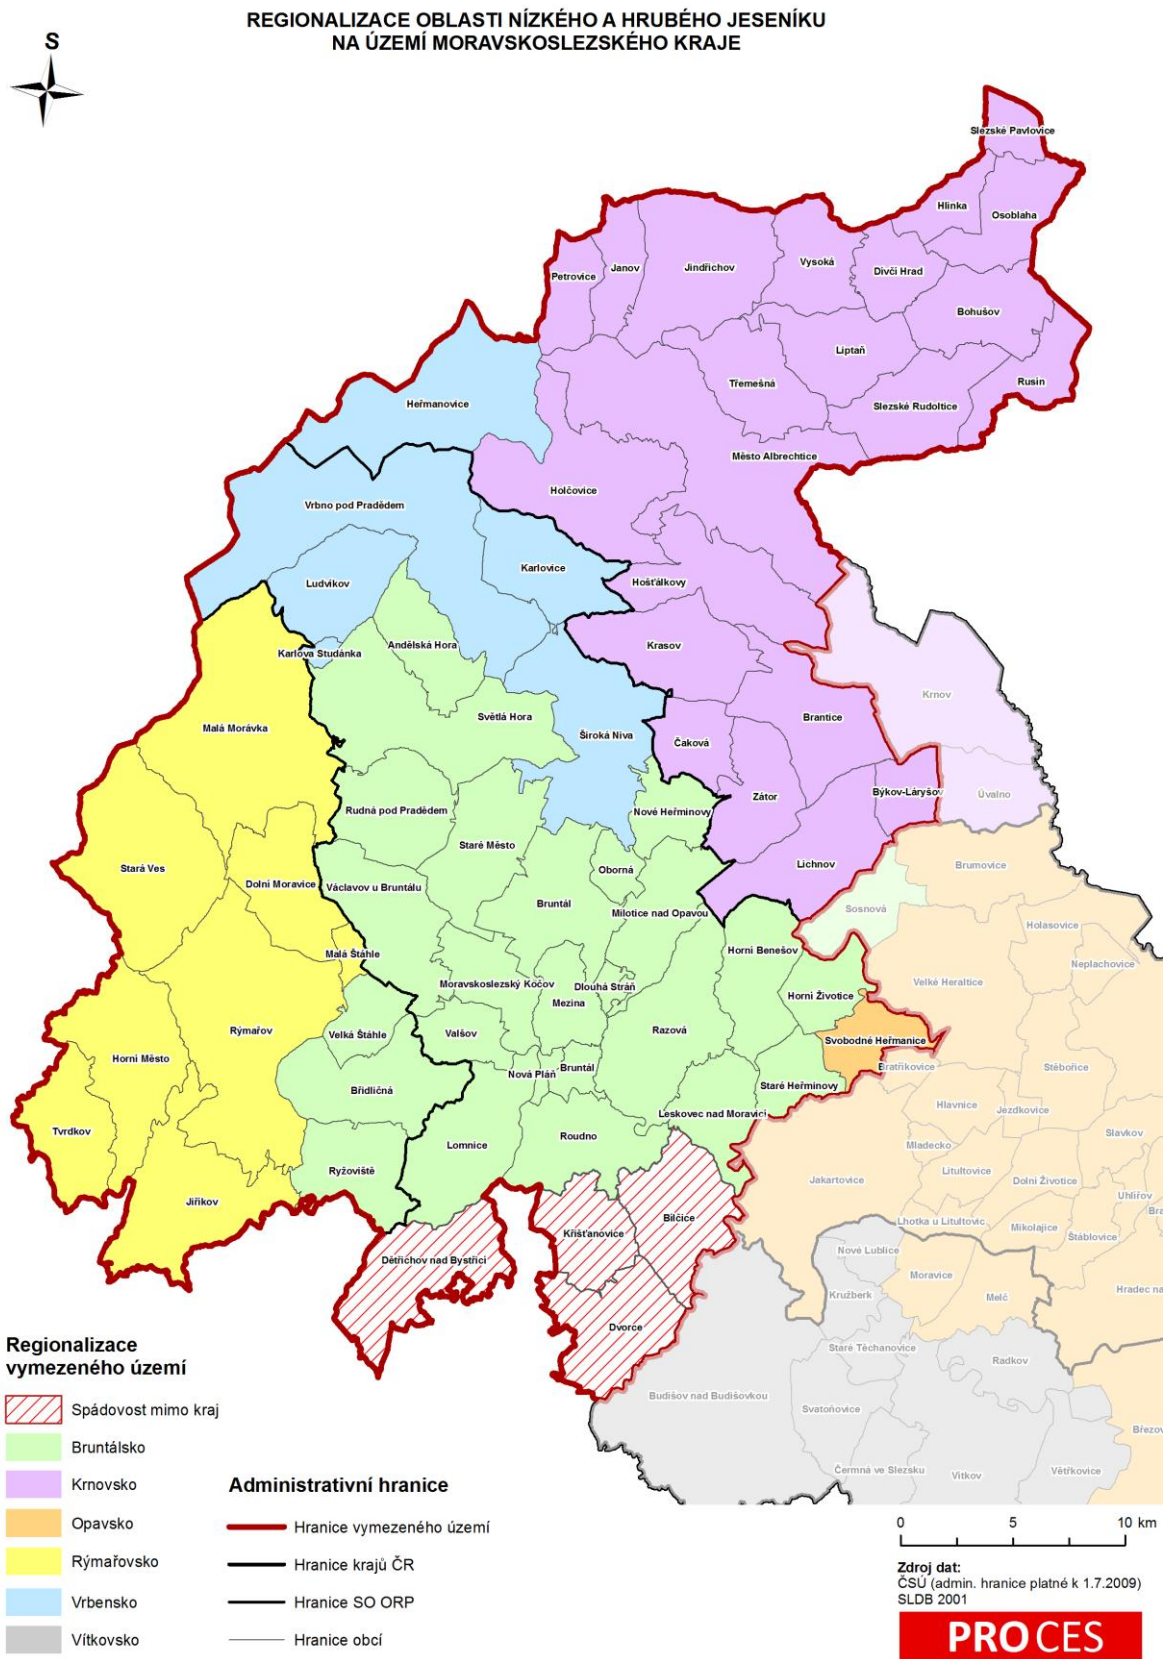 REGIONALIZACE OBLASTI NÍZKÉHO A HRUBÉHO JESENÍKU
NA ÚZEMÍ MORAVSKOSLEZSKÉHO KRAJE
S
Slezské Pavlovice
Hlinka
Osoblaha
Petrovice
Janov
Jindřichov
Vysoká
Dívčí Hrad
Bohušov
Liptaň
Rusín
Třemešná
Slezské Rudoltice
Heřmanovice
Město Albrechtice
Holčovice
Vrbno pod Pradědem
Karlovice
Ludvíkov
Hošťálkovy
Krasov
Andělská Hora
Karlova Studánka
Krnov
Světlá Hora
Brantice
Malá Morávka
Široká Niva
Čaková
Zátor
Býkov-Láryšov
Úvalno
Rudná pod Pradědem
Nové Heřminovy
Staré Město
Lichnov
Brumovice
Stará Ves
Oborná
Dolní Moravice
Václavov u Bruntálu
Bruntál
Milotice nad Opavou
Sosnová
Holasovice
Horní Benešov
Malá Štáhle
Neplachovice
Moravskoslezský Kočov
Dlouhá Stráň
Velké Heraltice
Mezina
Horní Životice
Rýmařov
Velká Štáhle
Valšov
Razová
Svobodné Heřmanice
Horní Město
Nová Pláň
Bruntál
Bratříkovice
Stěbořice
Břidličná
Staré Heřminovy
Hlavnice
Jezdkovice
Leskovec nad Moravicí
Tvrdkov
Lomnice
Roudno
Mladecko
Slavkov
Ryžoviště
Litultovice
Jakartovice
Dolní Životice
Jiříkov
Uhlířov
Bra
Bílčice
Lhotka u Litultovic
Mikolajice
Štáblovice
Křišťanovice
Nové Lublice
Dětřichov nad Bystřicí
Moravice
Kružberk
Melč
Hradec na
Dvorce
Staré Těchanovice
Radkov
Budišov nad Budišovkou
Svatoňovice
Březov
Čermná ve Slezsku
Vítkov
Větřkovice
Regionalizace
vymezeného území
Spádovost mimo kraj
Bruntálsko
Krnovsko
Opavsko
Rýmařovsko
Vrbensko
Vítkovsko
Administrativní hranice
Hranice vymezeného území
Hranice krajů ČR
Hranice SO ORP
Hranice obcí
0 5 10 km
Zdroj dat:
ČSÚ (admin. hranice platné k 1.7.2009)
SLDB 2001
PROCES